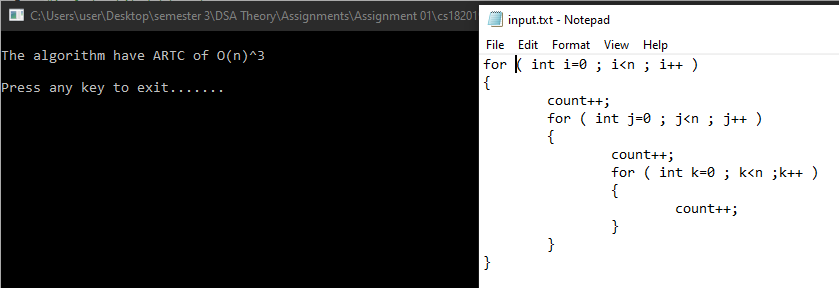 C:\Users\user\Desktop\semester 3\DSA Theory\Assignments\Assignment 01\cs18201
The algorithm have ARTC of O(n)^3
Press any key to exit.......
input.txt - Notepad
File Edit Format View Help
for ( int i=0 ; i<n ; i++ )
{
count++;
for ( int j=0 ; j<n ; j++ )
{
count++;
for ( int k=0 ; k<n ;k++ )
{
count++;
}
}
}